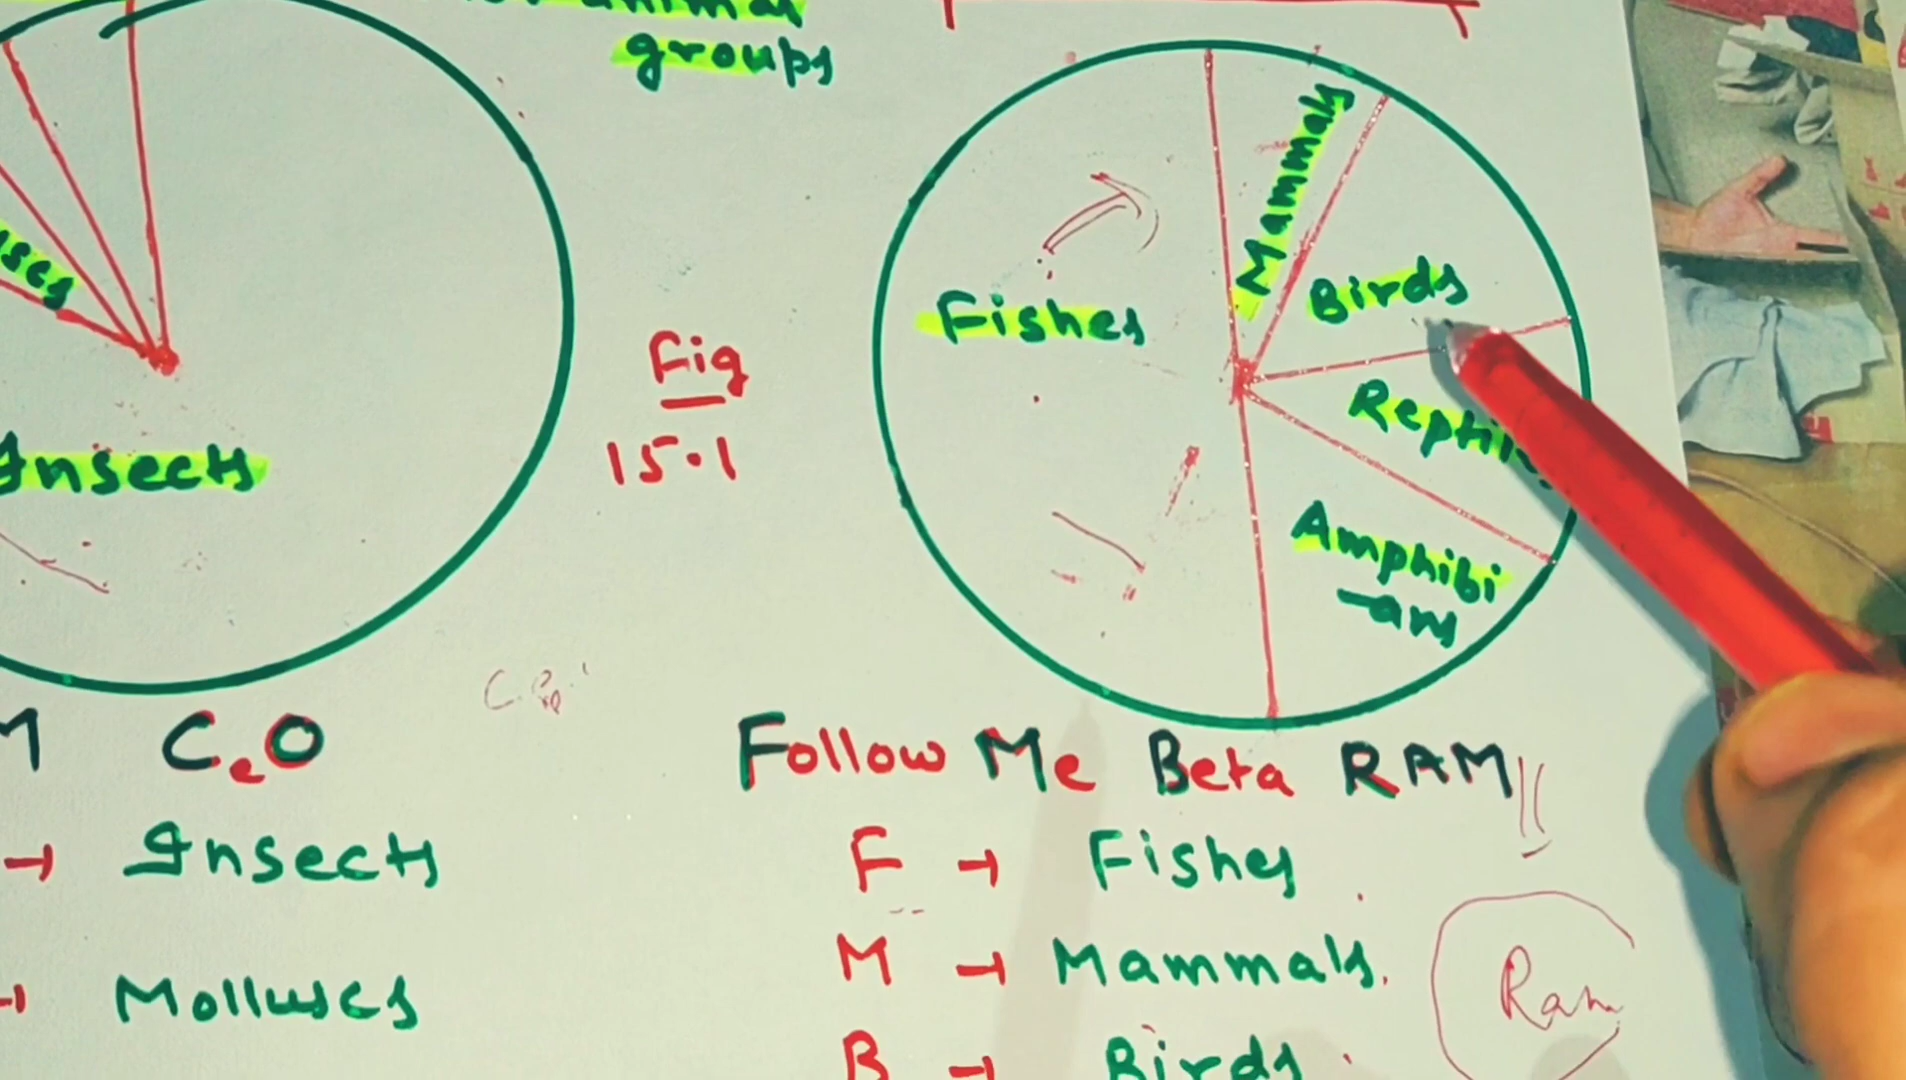 groups
Mammals
Birds
Fishes
Insects
Fig
15.1
Amphibi
-ans
M CeO
Follow Me Beta RAM
→ Insects
F → Fishes
→ Molluscs
M → Mammals.
B → Birds.
Ram